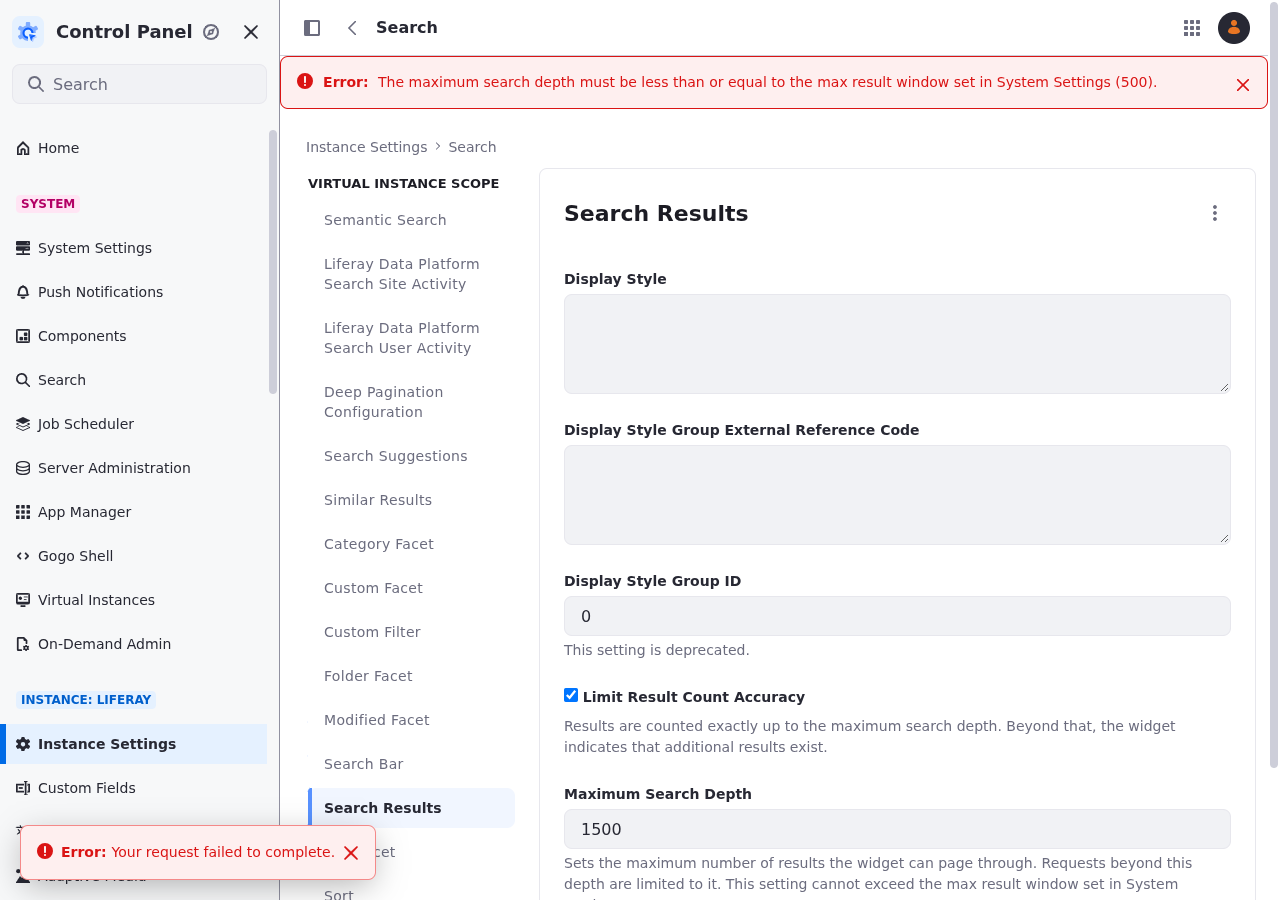 Control Panel
Search
Home
SYSTEM
System Settings
Push Notifications
Components
Search
Job Scheduler
Server Administration
App Manager
Gogo Shell
Virtual Instances
On-Demand Admin
INSTANCE: LIFERAY
Instance Settings
Custom Fields
Error: Your request failed to complete.
Search
Error: The maximum search depth must be less than or equal to the max result window set in System Settings (500).
Instance Settings > Search
VIRTUAL INSTANCE SCOPE
Semantic Search
Liferay Data Platform
Search Site Activity
Liferay Data Platform
Search User Activity
Deep Pagination
Configuration
Search Suggestions
Similar Results
Category Facet
Custom Facet
Custom Filter
Folder Facet
Modified Facet
Search Bar
Search Results
Sort
Search Results
Display Style
Display Style Group External Reference Code
Display Style Group ID
0
This setting is deprecated.
Limit Result Count Accuracy
Results are counted exactly up to the maximum search depth. Beyond that, the widget
indicates that additional results exist.
Maximum Search Depth
1500
Sets the maximum number of results the widget can page through. Requests beyond this
depth are limited to it. This setting cannot exceed the max result window set in System